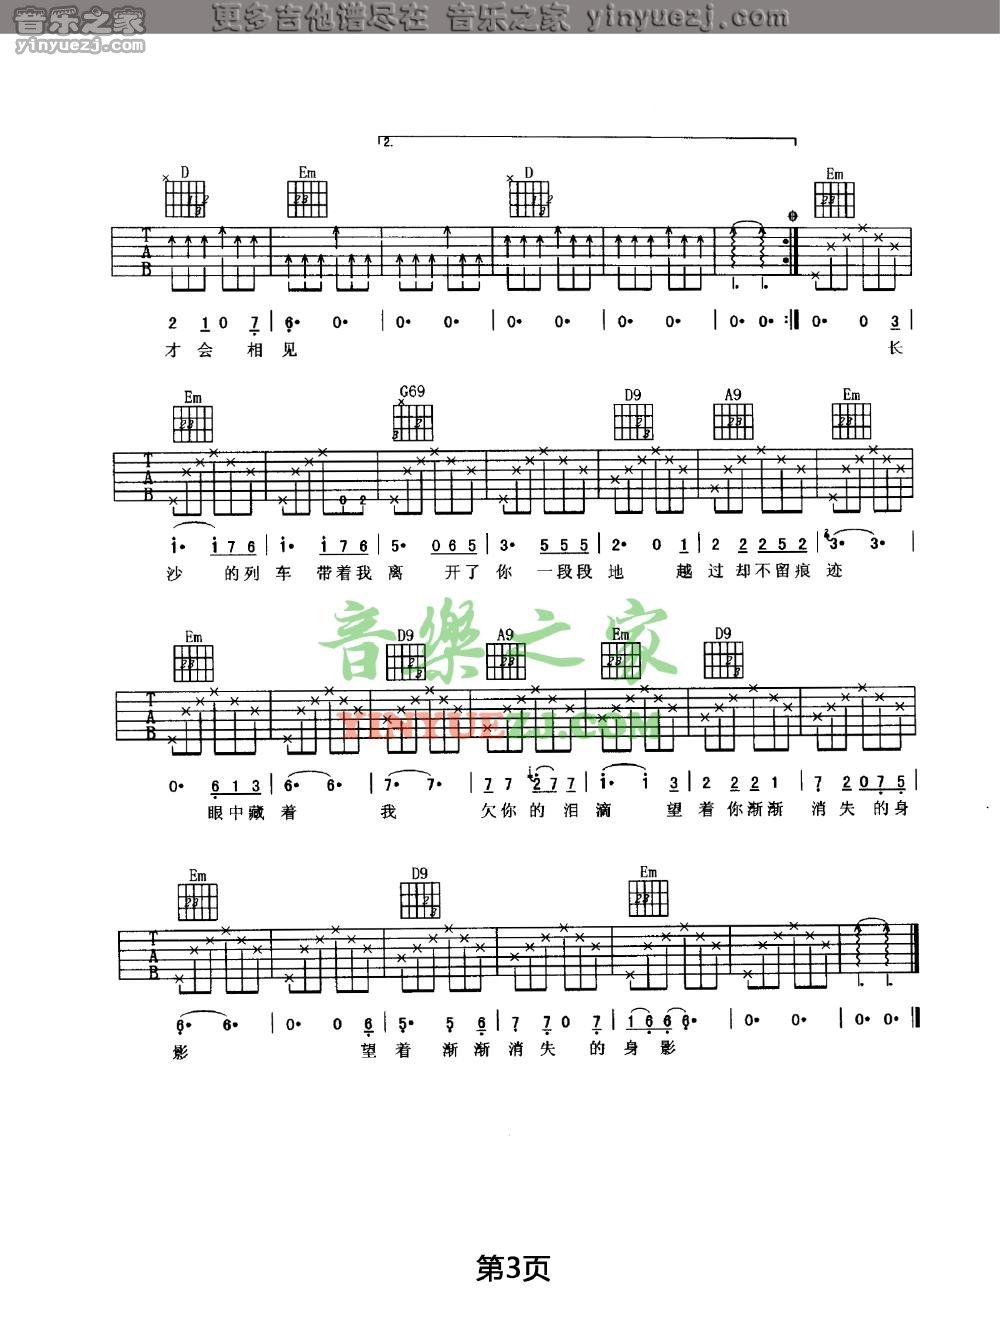 音乐之家
yinyuezj.com
更多吉他谱尽在 音乐之家 yinyuezj.com
2.
D Em D Em
T
A
B
2 1 0 7 | 6· 0· | 0· 0· | 0· 0· | 0· 0· | 0· 0· :‖ 0· 0 3 |
才会 相见 长
Em G69 D9 A9 Em
T
A
B
0 2
1· 1 7 6 | 1· 1 7 6 | 5· 0 6 5 | 3· 5 5 5 | 2· 0 1 | 2 2 2 5 2 | 3· 3· |
沙 的列 车 带着我 离 开了 你 一段段 地 越 过却不留痕 迹
音樂之家
YINYUEZJ.COM
Em D9 A9 Em D9
T
A
B
0· 6 1 3 | 6· 6· | 7· 7· | 7 7 2 7 7 | 1· 1 3 | 2 2 2 2 1 | 7 2 0 7 5 |
眼中藏 着 我 欠你 的 泪 滴 望 着 你渐渐 消 失 的身
Em D9 Em
T
A
B
6· 6· | 0· 0 6 | 5· 5 6 | 7 7 0 7 | 1 6 6 6· | 0· 0· | 0· 0· ‖
影 望 着 渐 渐 消 失 的 身 影
第3页